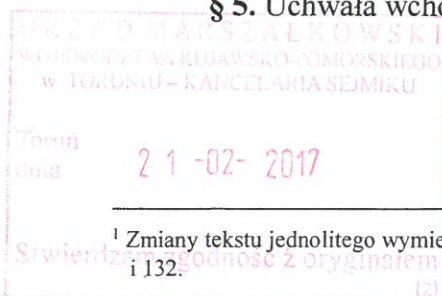 § 5. Uchwała wcho
URZĄD MARSZAŁKOWSKI
WOJEWÓDZTWA KUJAWSKO-POMORSKIEGO
w TORUNIU – KANCELARIA SEJMIKU
Toruń
dnia 21 -02- 2017
¹ Zmiany tekstu jednolitego wymie
i 132.
Stwierdzam zgodność z oryginałem
(2)